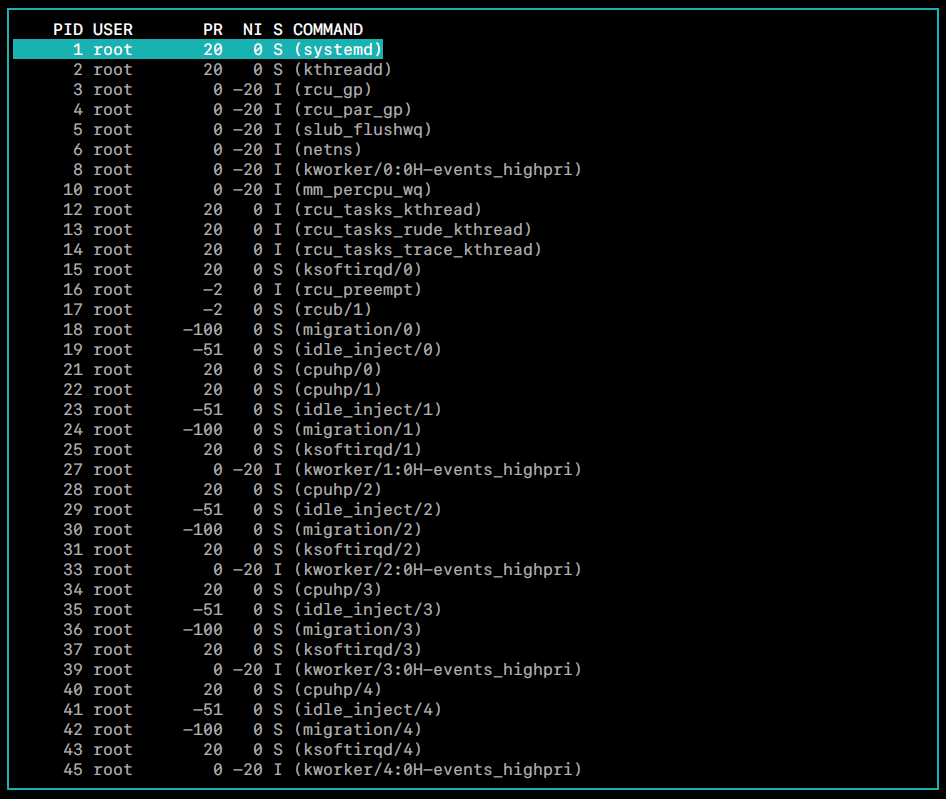 PID USER PR NI S COMMAND
1 root 20 0 S (systemd)
2 root 20 0 S (kthreadd)
3 root 0 -20 I (rcu_gp)
4 root 0 -20 I (rcu_par_gp)
5 root 0 -20 I (slub_flushwq)
6 root 0 -20 I (netns)
8 root 0 -20 I (kworker/0:0H-events_highpri)
10 root 0 -20 I (mm_percpu_wq)
12 root 20 0 I (rcu_tasks_kthread)
13 root 20 0 I (rcu_tasks_rude_kthread)
14 root 20 0 I (rcu_tasks_trace_kthread)
15 root 20 0 S (ksoftirqd/0)
16 root -2 0 I (rcu_preempt)
17 root -2 0 S (rcub/1)
18 root -100 0 S (migration/0)
19 root -51 0 S (idle_inject/0)
21 root 20 0 S (cpuhp/0)
22 root 20 0 S (cpuhp/1)
23 root -51 0 S (idle_inject/1)
24 root -100 0 S (migration/1)
25 root 20 0 S (ksoftirqd/1)
27 root 0 -20 I (kworker/1:0H-events_highpri)
28 root 20 0 S (cpuhp/2)
29 root -51 0 S (idle_inject/2)
30 root -100 0 S (migration/2)
31 root 20 0 S (ksoftirqd/2)
33 root 0 -20 I (kworker/2:0H-events_highpri)
34 root 20 0 S (cpuhp/3)
35 root -51 0 S (idle_inject/3)
36 root -100 0 S (migration/3)
37 root 20 0 S (ksoftirqd/3)
39 root 0 -20 I (kworker/3:0H-events_highpri)
40 root 20 0 S (cpuhp/4)
41 root -51 0 S (idle_inject/4)
42 root -100 0 S (migration/4)
43 root 20 0 S (ksoftirqd/4)
45 root 0 -20 I (kworker/4:0H-events_highpri)